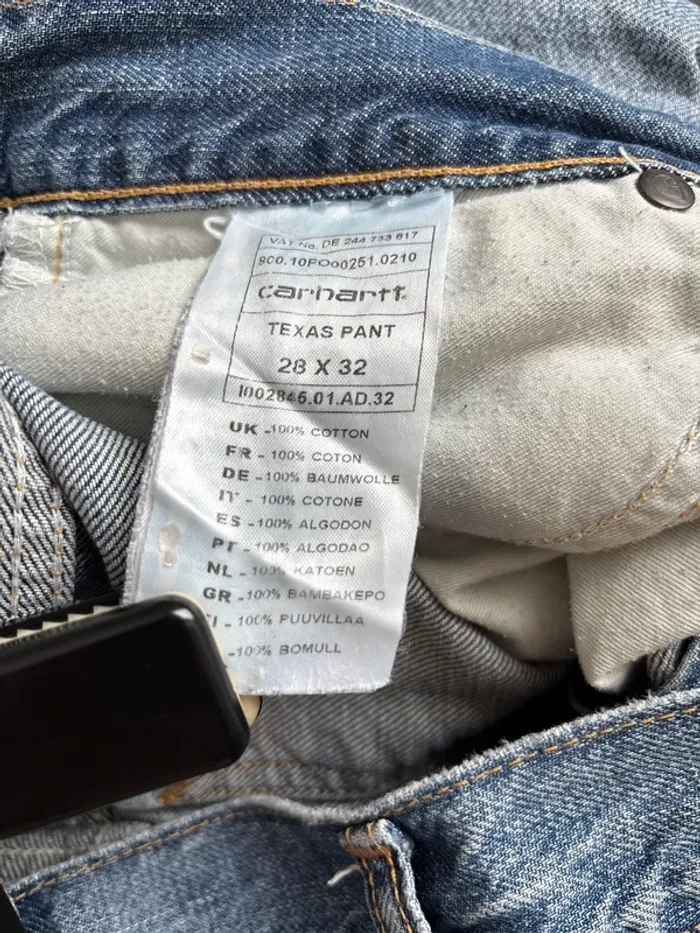 VAT No. DE 244 733 817
9C0.10PO00251.0210
carhartt
TEXAS PANT
28 X 32
I002845.01.AD.32
UK -100% COTTON
FR - 100% COTON
DE -100% BAUMWOLLE
IT - 100% COTONE
ES -100% ALGODON
PT -100% ALGODAO
NL -100% KATOEN
GR -100% BAMBAKEPO
- 100% PUUVILLAA
-100% BOMULL